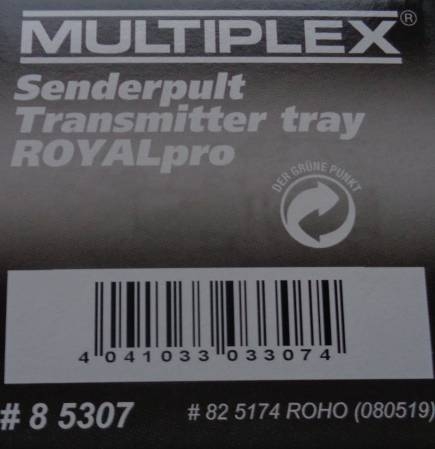 MULTIPLEX®
Senderpult
Transmitter tray
ROYALpro
DER GRÜNE PUNKT
4 041033 033074
# 8 5307
# 82 5174 ROHO (080519)